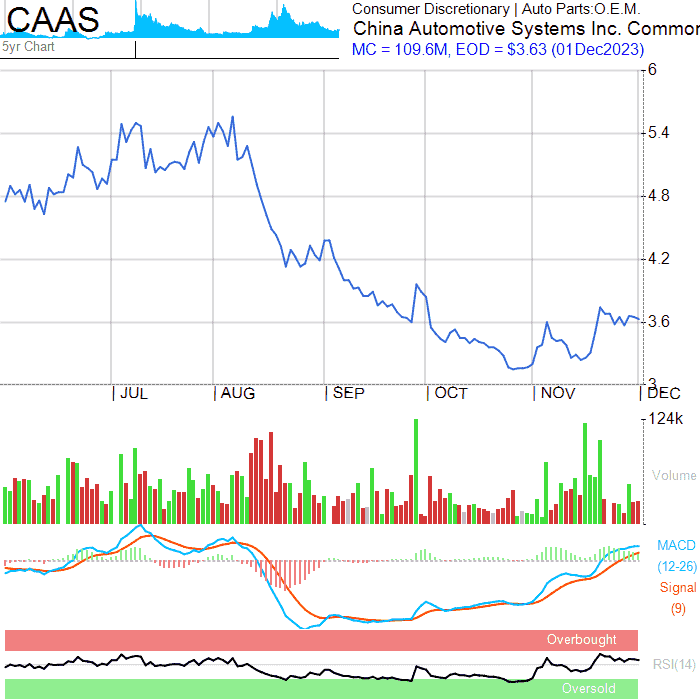 CAAS
5yr Chart
Consumer Discretionary | Auto Parts:O.E.M.
China Automotive Systems Inc. Common
MC = 109.6M, EOD = $3.63 (01Dec2023)
6
5.4
4.8
4.2
3.6
3
| JUL | AUG | SEP | OCT | NOV | DEC
124k
Volume
MACD
(12-26)
Signal
(9)
Overbought
RSI(14)
Oversold